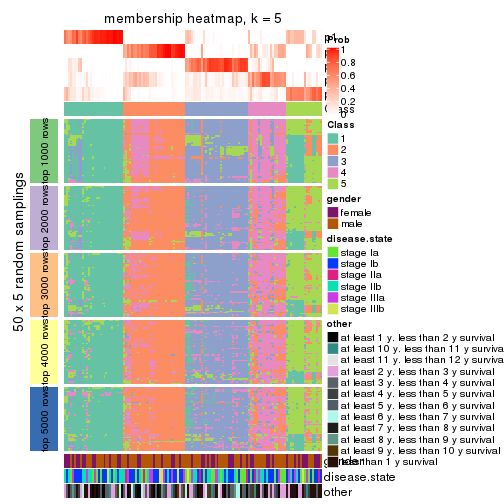 membership heatmap, k = 5
Prob
1
0.8
0.6
0.4
0.2
0
Class
1
2
3
4
5
gender
female
male
disease.state
stage Ia
stage Ib
stage IIa
stage IIb
stage IIIa
stage IIIb
other
at least 1 y. less than 2 y survival
at least 10 y. less than 11 y surviva
at least 11 y. less than 12 y surviva
at least 2 y. less than 3 y survival
at least 3 y. less than 4 y survival
at least 4 y. less than 5 y survival
at least 5 y. less than 6 y survival
at least 6 y. less than 7 y survival
at least 7 y. less than 8 y survival
at least 8 y. less than 9 y survival
at least 9 y. less than 10 y survival
less than 1 y survival
50 x 5 random samplings
top 1000 rows
top 2000 rows
top 3000 rows
top 4000 rows
top 5000 rows
disease.state
other